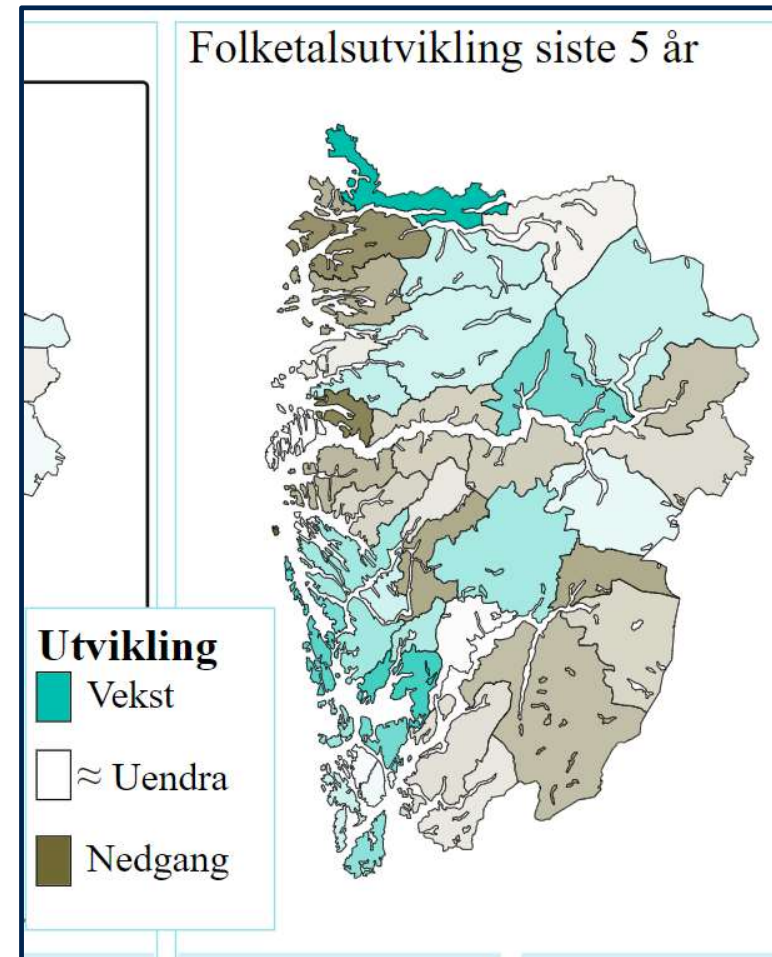 Folketalsutvikling siste 5 år
Utvikling
Vekst
≈ Uendra
Nedgang